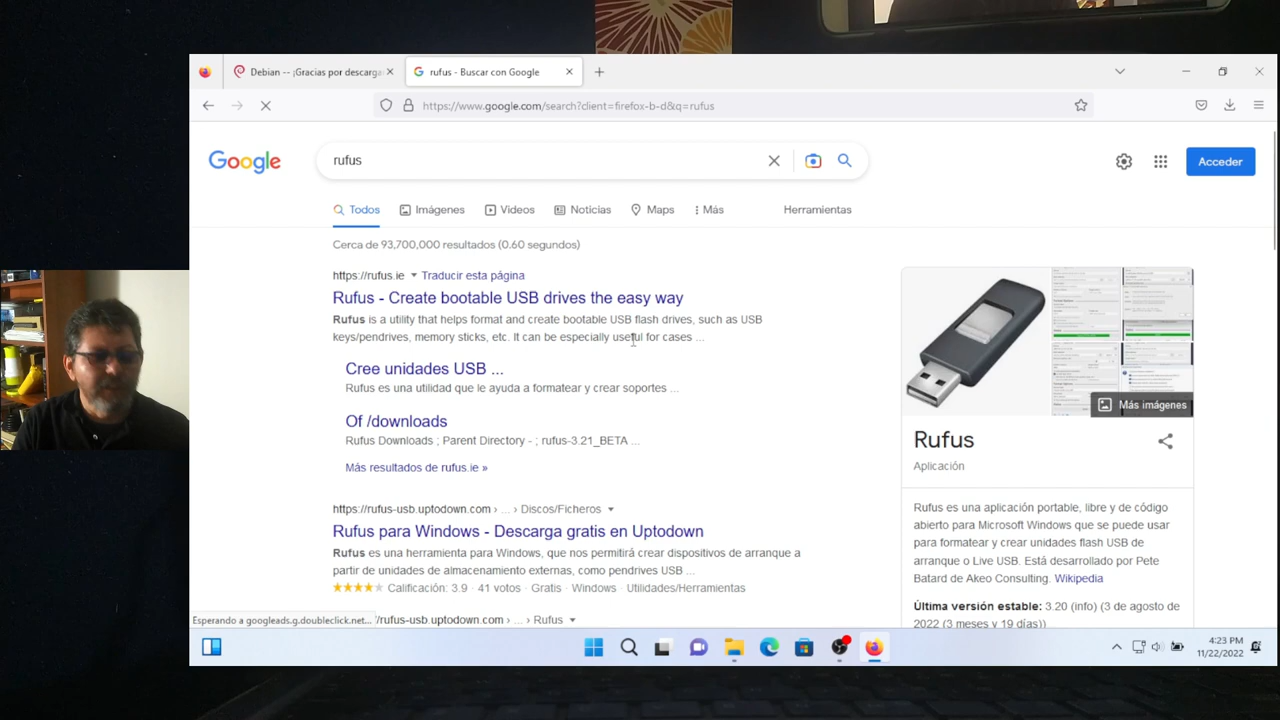 Debian -- ¡Gracias por descarga
rufus - Buscar con Google
https://www.google.com/search?client=firefox-b-d&q=rufus
Google
rufus
Acceder
Todos
Imágenes
Videos
Noticias
Maps
Más
Herramientas
Cerca de 93,700,000 resultados (0.60 segundos)
https://rufus.ie Traducir esta página
Rufus - Create bootable USB drives the easy way
Rufus is a utility that helps format and create bootable USB flash drives, such as USB
keys/pendrives, memory sticks, etc. It can be especially useful for cases ...
Cree unidades USB ...
Rufus es una utilidad que le ayuda a formatear y crear soportes ...
Of /downloads
Rufus Downloads ; Parent Directory - ; rufus-3.21_BETA ...
Más resultados de rufus.ie »
https://rufus-usb.uptodown.com › ... › Discos/Ficheros
Rufus para Windows - Descarga gratis en Uptodown
Rufus es una herramienta para Windows, que nos permitirá crear dispositivos de arranque a
partir de unidades de almacenamiento externas, como pendrives USB ...
Calificación: 3.9 · 41 votos · Gratis · Windows · Utilidades/Herramientas
Esperando a googleads.g.doubleclick.net...
/rufus-usb.uptodown.com › ... › Rufus
Más imágenes
Rufus
Aplicación
Rufus es una aplicación portable, libre y de código
abierto para Microsoft Windows que se puede usar
para formatear y crear unidades flash USB de
arranque o Live USB. Está desarrollado por Pete
Batard de Akeo Consulting. Wikipedia
Última versión estable: 3.20 (info) (3 de agosto de
2022 (3 meses y 19 días))
4:23 PM
11/22/2022